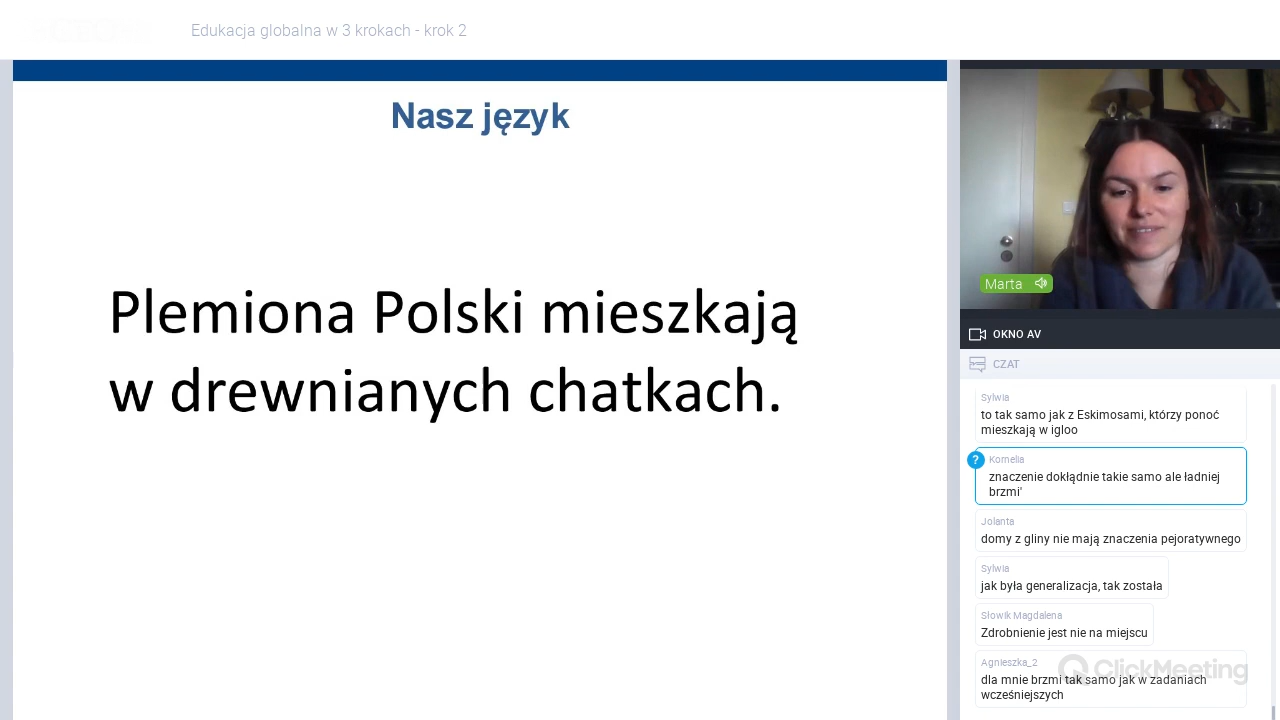 Edukacja globalna w 3 krokach - krok 2
Nasz język
Plemiona Polski mieszkają
w drewnianych chatkach.
Marta
OKNO AV
CZAT
Sylwia
to tak samo jak z Eskimosami, którzy ponoć
mieszkają w igloo
?
Kornelia
znaczenie dokłądnie takie samo ale ładniej
brzmi'
Jolanta
domy z gliny nie mają znaczenia pejoratywnego
Sylwia
jak była generalizacja, tak została
Słowik Magdalena
Zdrobnienie jest nie na miejscu
Agnieszka_2
dla mnie brzmi tak samo jak w zadaniach
wcześniejszych
ClickMeeting